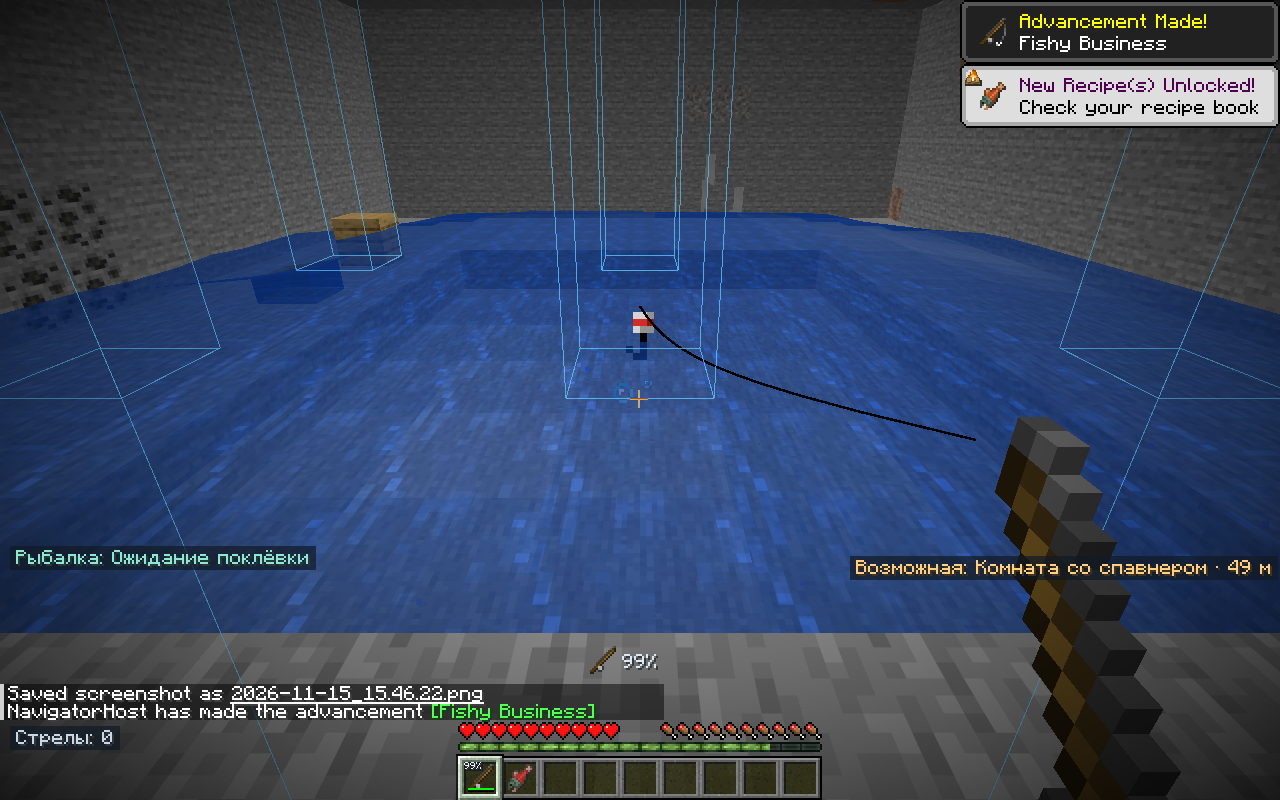 Advancement Made!
Fishy Business
New Recipe(s) Unlocked!
Check your recipe book
Рыбалка: Ожидание поклёвки
Возможная: Комната со спавнером · 49 м
99%
Saved screenshot as 2026-11-15_15.46.22.png
NavigatorHost has made the advancement [Fishy Business]
Стрелы: 0
99%